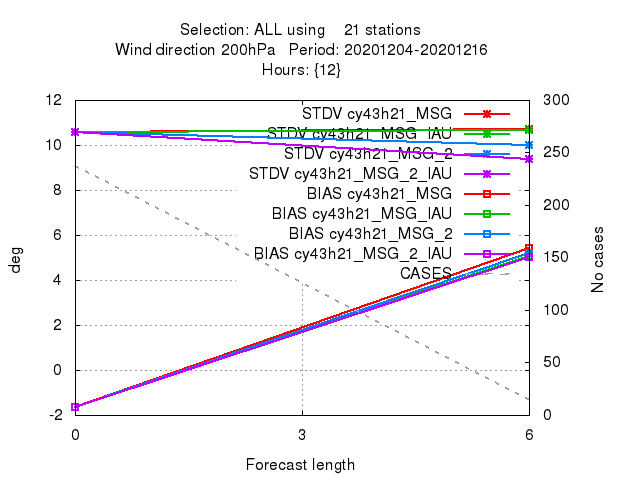 Selection: ALL using 21 stations
Wind direction 200hPa Period: 20201204-20201216
Hours: {12}
12
10
8
6
4
2
0
-2
deg
300
250
200
150
100
50
0
No cases
STDV cy43h21_MSG
STDV cy43h21_MSG_IAU
STDV cy43h21_MSG_2
STDV cy43h21_MSG_2_IAU
BIAS cy43h21_MSG
BIAS cy43h21_MSG_IAU
BIAS cy43h21_MSG_2
BIAS cy43h21_MSG_2_IAU
CASES
0 3 6
Forecast length